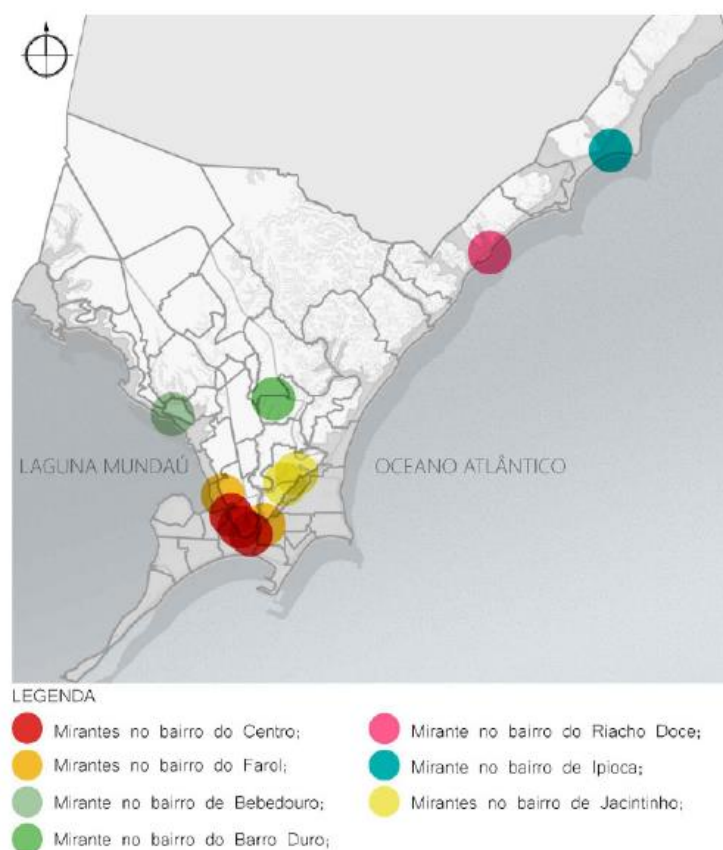 LAGUNA MUNDAÚ
OCEANO ATLÂNTICO
LEGENDA
Mirantes no bairro do Centro;
Mirantes no bairro do Farol;
Mirante no bairro de Bebedouro;
Mirante no bairro do Barro Duro;
Mirante no bairro do Riacho Doce;
Mirante no bairro de Ipioca;
Mirantes no bairro de Jacintinho;